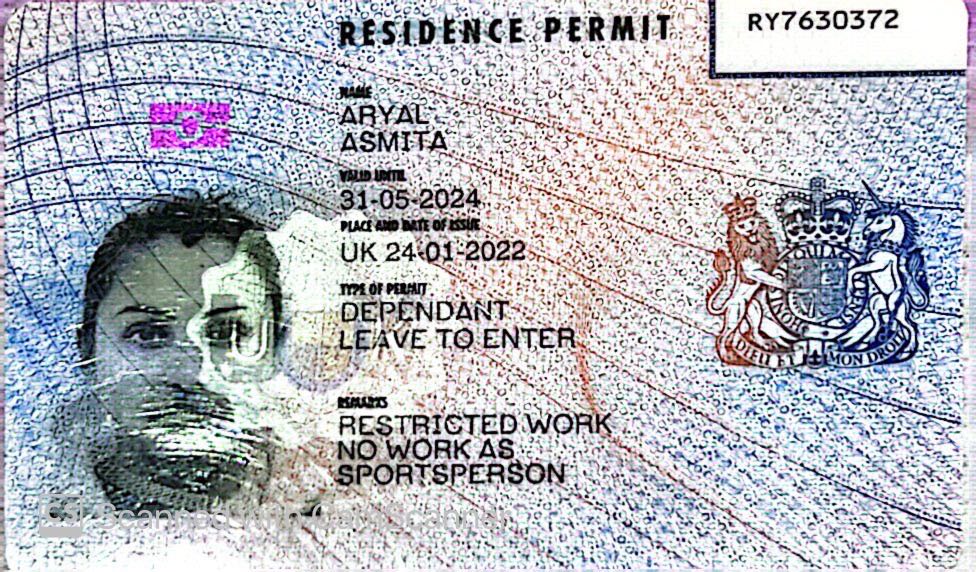 RESIDENCE PERMIT
RY7630372
NAME
ARYAL
ASMITA
VALID UNTIL
31-05-2024
PLACE AND DATE OF ISSUE
UK 24-01-2022
TYPE OF PERMIT
DEPENDANT
LEAVE TO ENTER
REMARKS
RESTRICTED WORK
NO WORK AS
SPORTSPERSON
DIEU ET MON DROIT
CS Scanned with CamScanner